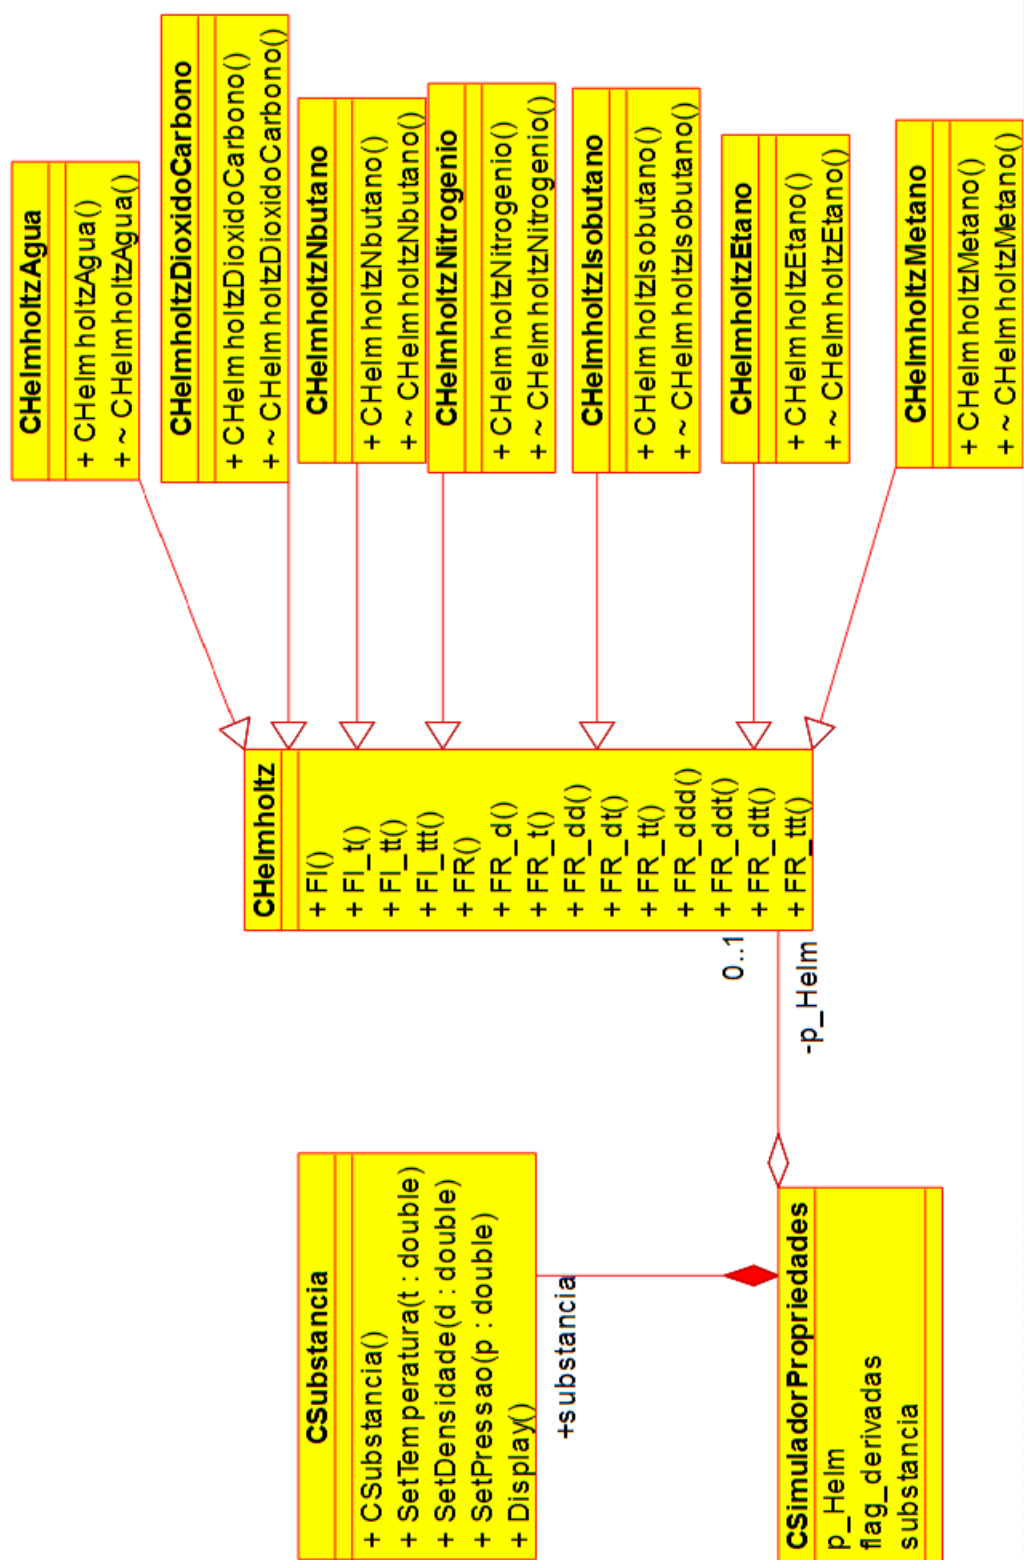 CHelmholtzAgua
+ CHelmholtzAgua()
+ ~ CHelmholtzAgua()
CHelmholtzDioxidoCarbono
+ CHelmholtzDioxidoCarbono()
+ ~ CHelmholtzDioxidoCarbono()
CHelmholtzNbutano
+ CHelmholtzNbutano()
+ ~ CHelmholtzNbutano()
CHelmholtzNitrogenio
+ CHelmholtzNitrogenio()
+ ~ CHelmholtzNitrogenio()
CHelmholtzIsobutano
+ CHelmholtzIsobutano()
+ ~ CHelmholtzIsobutano()
CHelmholtzEtano
+ CHelmholtzEtano()
+ ~ CHelmholtzEtano()
CHelmholtzMetano
+ CHelmholtzMetano()
+ ~ CHelmholtzMetano()
CHelmholtz
+ FI()
+ FI_t()
+ FI_tt()
+ FI_ttt()
+ FR()
+ FR_d()
+ FR_t()
+ FR_dd()
+ FR_dt()
+ FR_tt()
+ FR_ddd()
+ FR_ddt()
+ FR_dtt()
+ FR_ttt()
0..1
-p_Helm
CSubstancia
+ CSubstancia()
+ SetTemperatura(t : double)
+ SetDensidade(d : double)
+ SetPressao(p : double)
+ Display()
+substancia
CSimuladorPropriedades
p_Helm
flag_derivadas
substancia